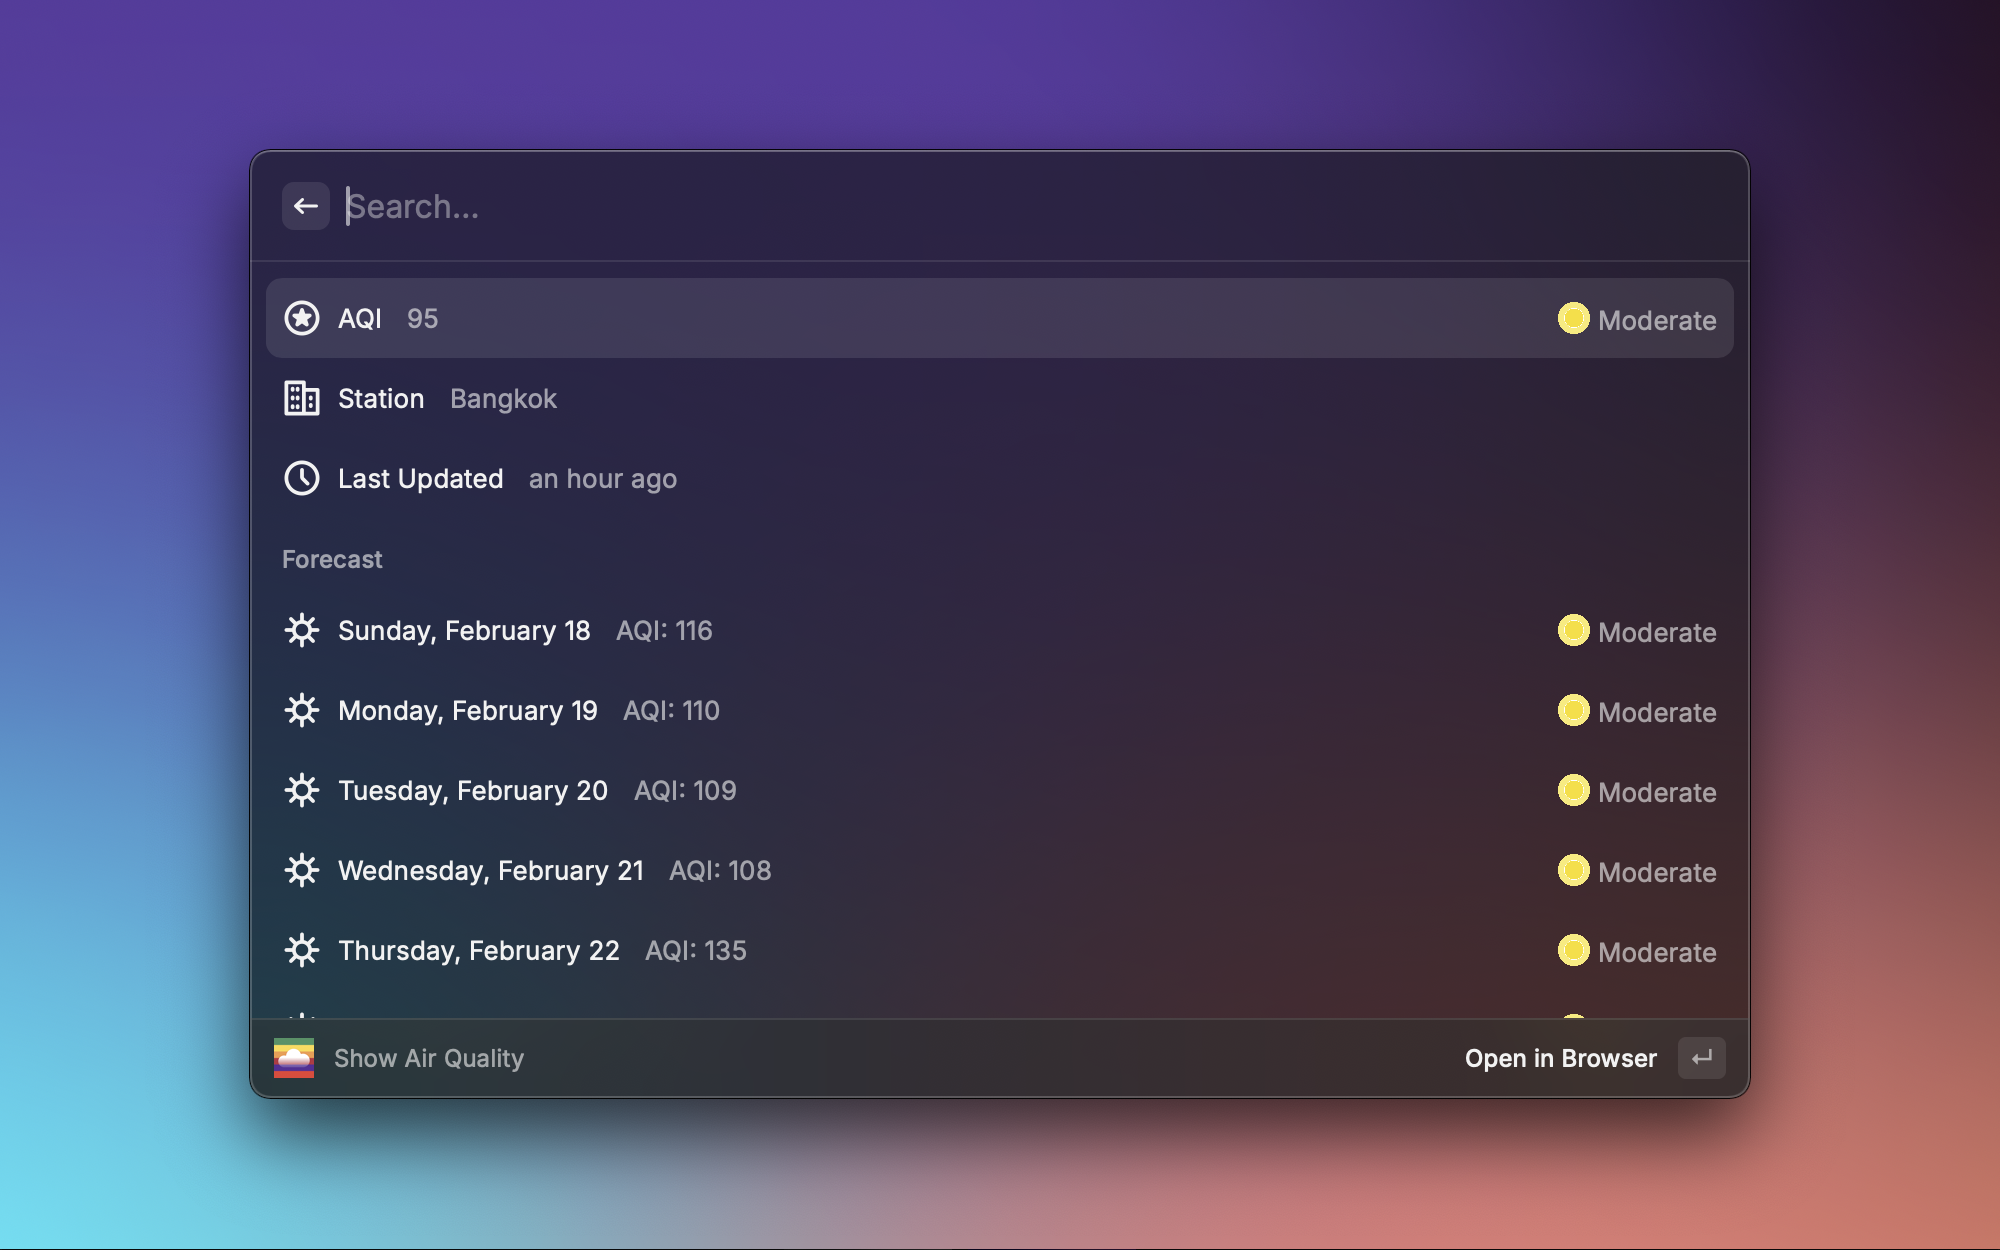 Search...
AQI 95 Moderate
Station Bangkok
Last Updated an hour ago
Forecast
Sunday, February 18 AQI: 116 Moderate
Monday, February 19 AQI: 110 Moderate
Tuesday, February 20 AQI: 109 Moderate
Wednesday, February 21 AQI: 108 Moderate
Thursday, February 22 AQI: 135 Moderate
Show Air Quality Open in Browser